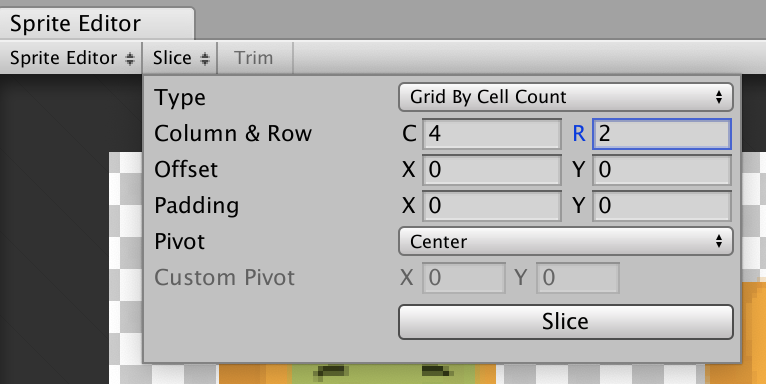 Sprite Editor
Sprite Editor Slice Trim
Type Grid By Cell Count
Column & Row C 4 R 2
Offset X 0 Y 0
Padding X 0 Y 0
Pivot Center
Custom Pivot X 0 Y 0
Slice